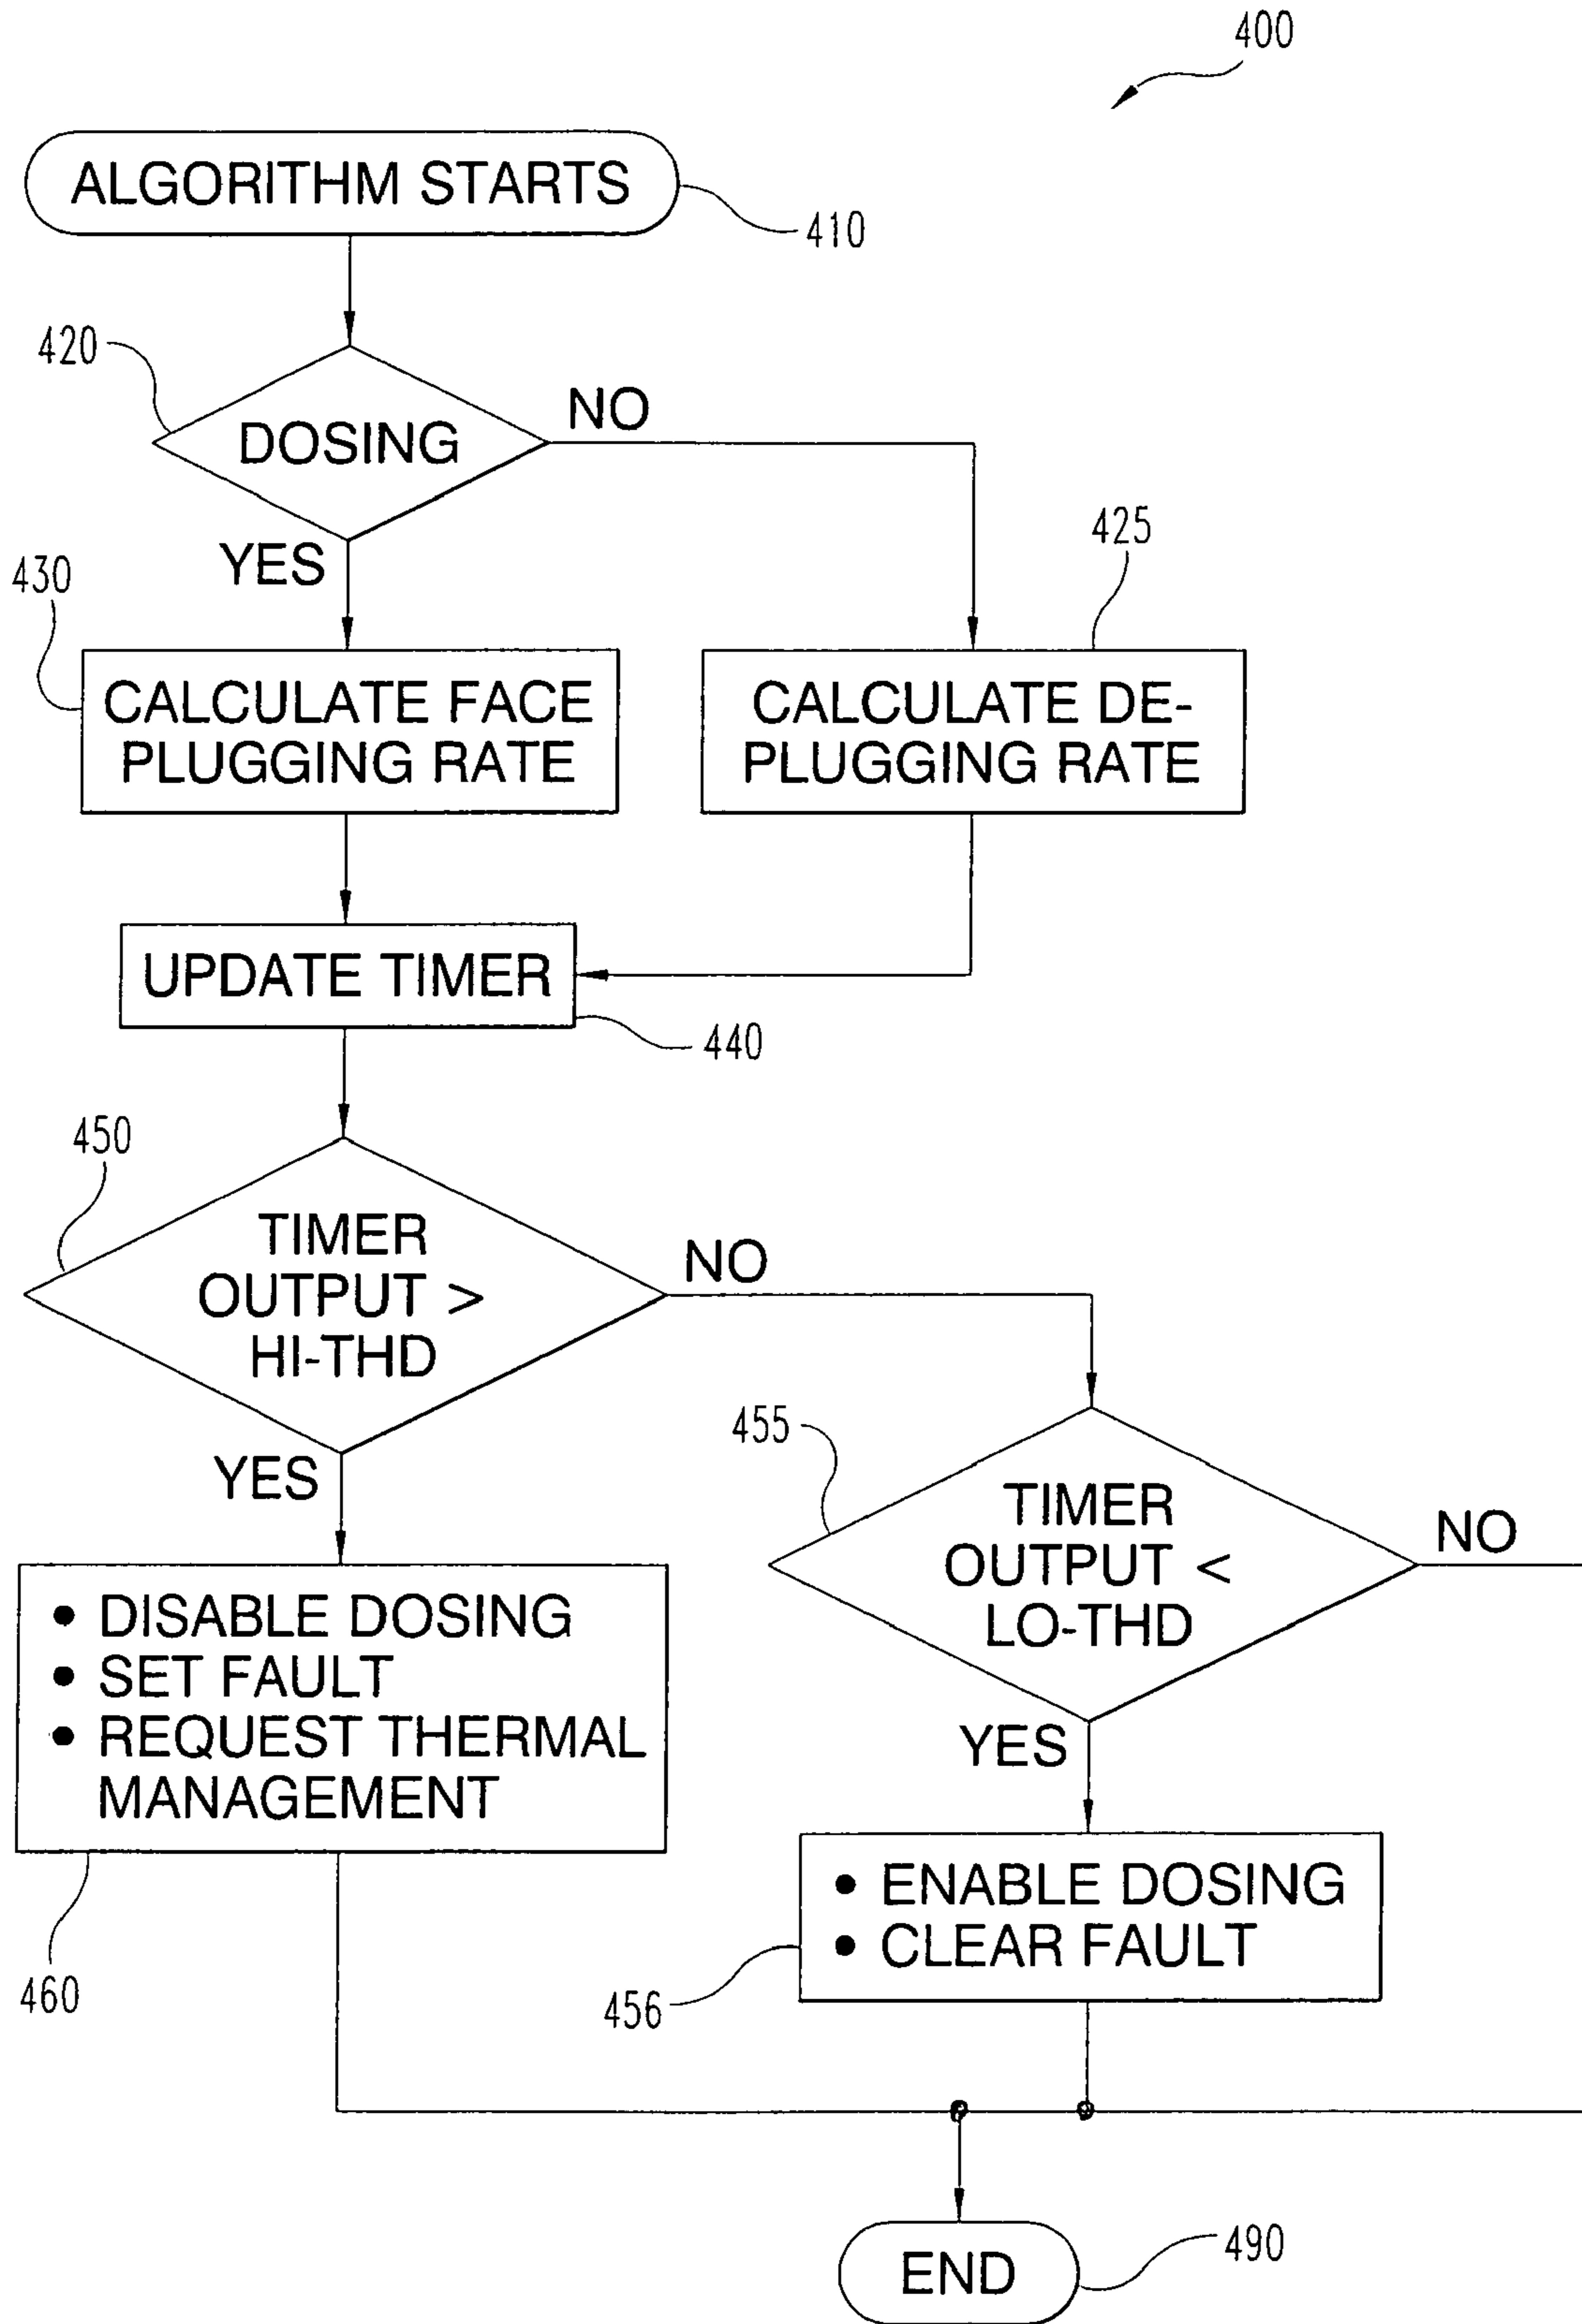 400
ALGORITHM STARTS
410
420
DOSING
NO
YES
430
425
CALCULATE FACE
PLUGGING RATE
CALCULATE DE-
PLUGGING RATE
UPDATE TIMER
440
450
TIMER
OUTPUT >
HI-THD
NO
YES
455
TIMER
OUTPUT <
LO-THD
NO
YES
• DISABLE DOSING
• SET FAULT
• REQUEST THERMAL
MANAGEMENT
460
• ENABLE DOSING
• CLEAR FAULT
456
END
490